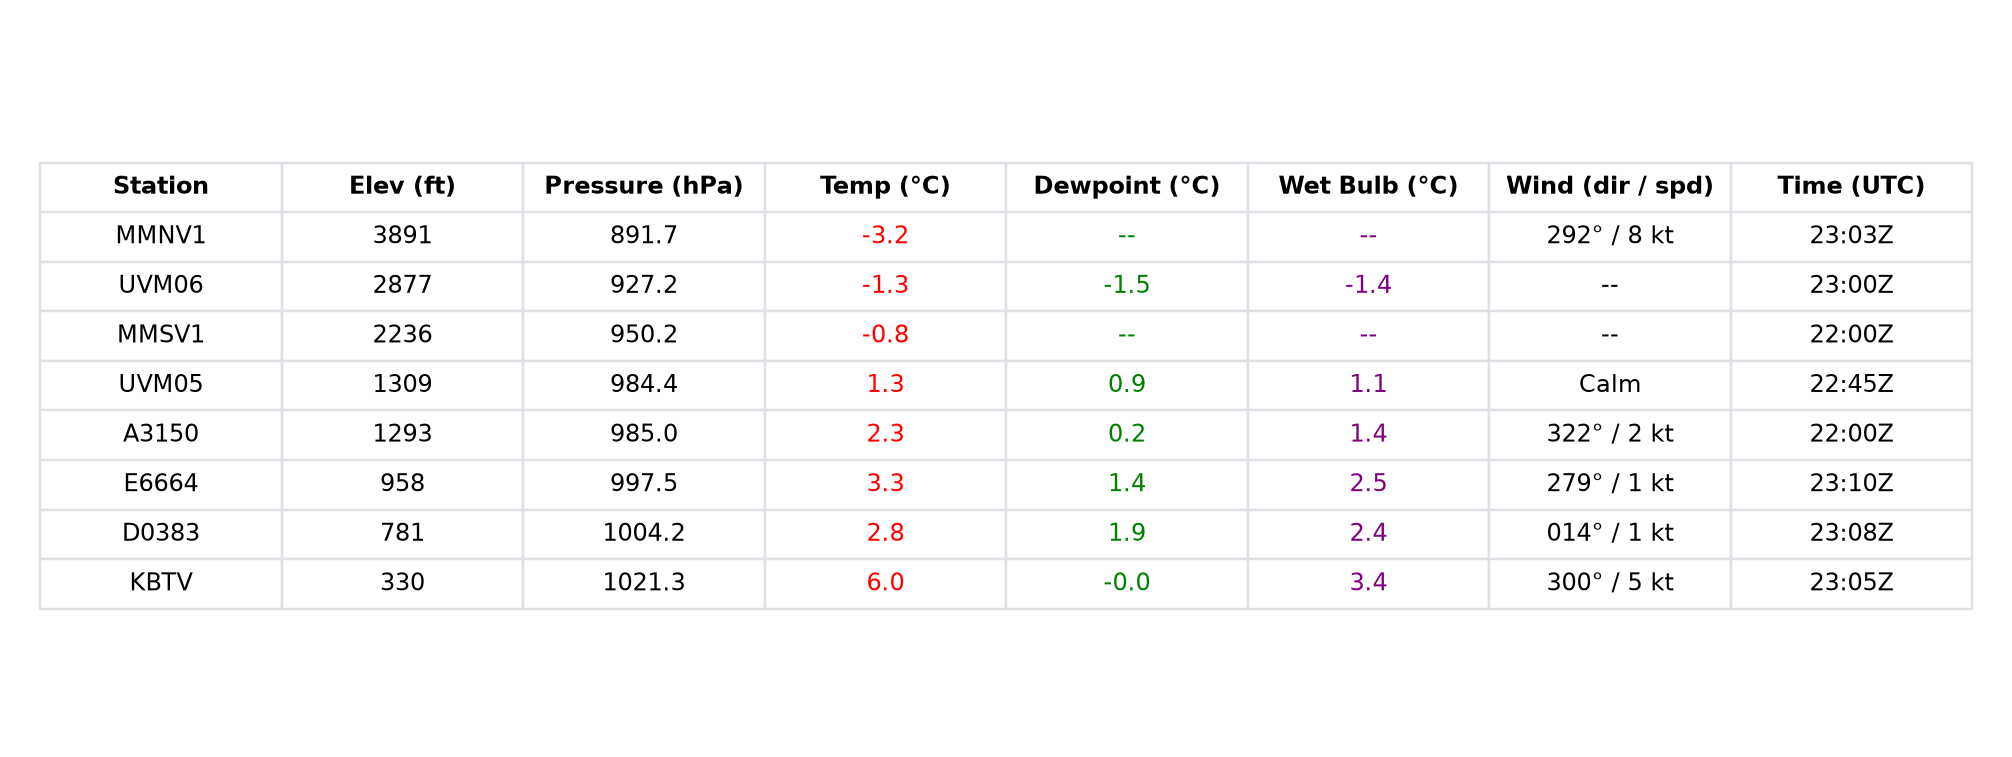 Station Elev (ft) Pressure (hPa) Temp (°C) Dewpoint (°C) Wet Bulb (°C) Wind (dir / spd) Time (UTC)
MMNV1 3891 891.7 -3.2 -- -- 292° / 8 kt 23:03Z
UVM06 2877 927.2 -1.3 -1.5 -1.4 -- 23:00Z
MMSV1 2236 950.2 -0.8 -- -- -- 22:00Z
UVM05 1309 984.4 1.3 0.9 1.1 Calm 22:45Z
A3150 1293 985.0 2.3 0.2 1.4 322° / 2 kt 22:00Z
E6664 958 997.5 3.3 1.4 2.5 279° / 1 kt 23:10Z
D0383 781 1004.2 2.8 1.9 2.4 014° / 1 kt 23:08Z
KBTV 330 1021.3 6.0 -0.0 3.4 300° / 5 kt 23:05Z